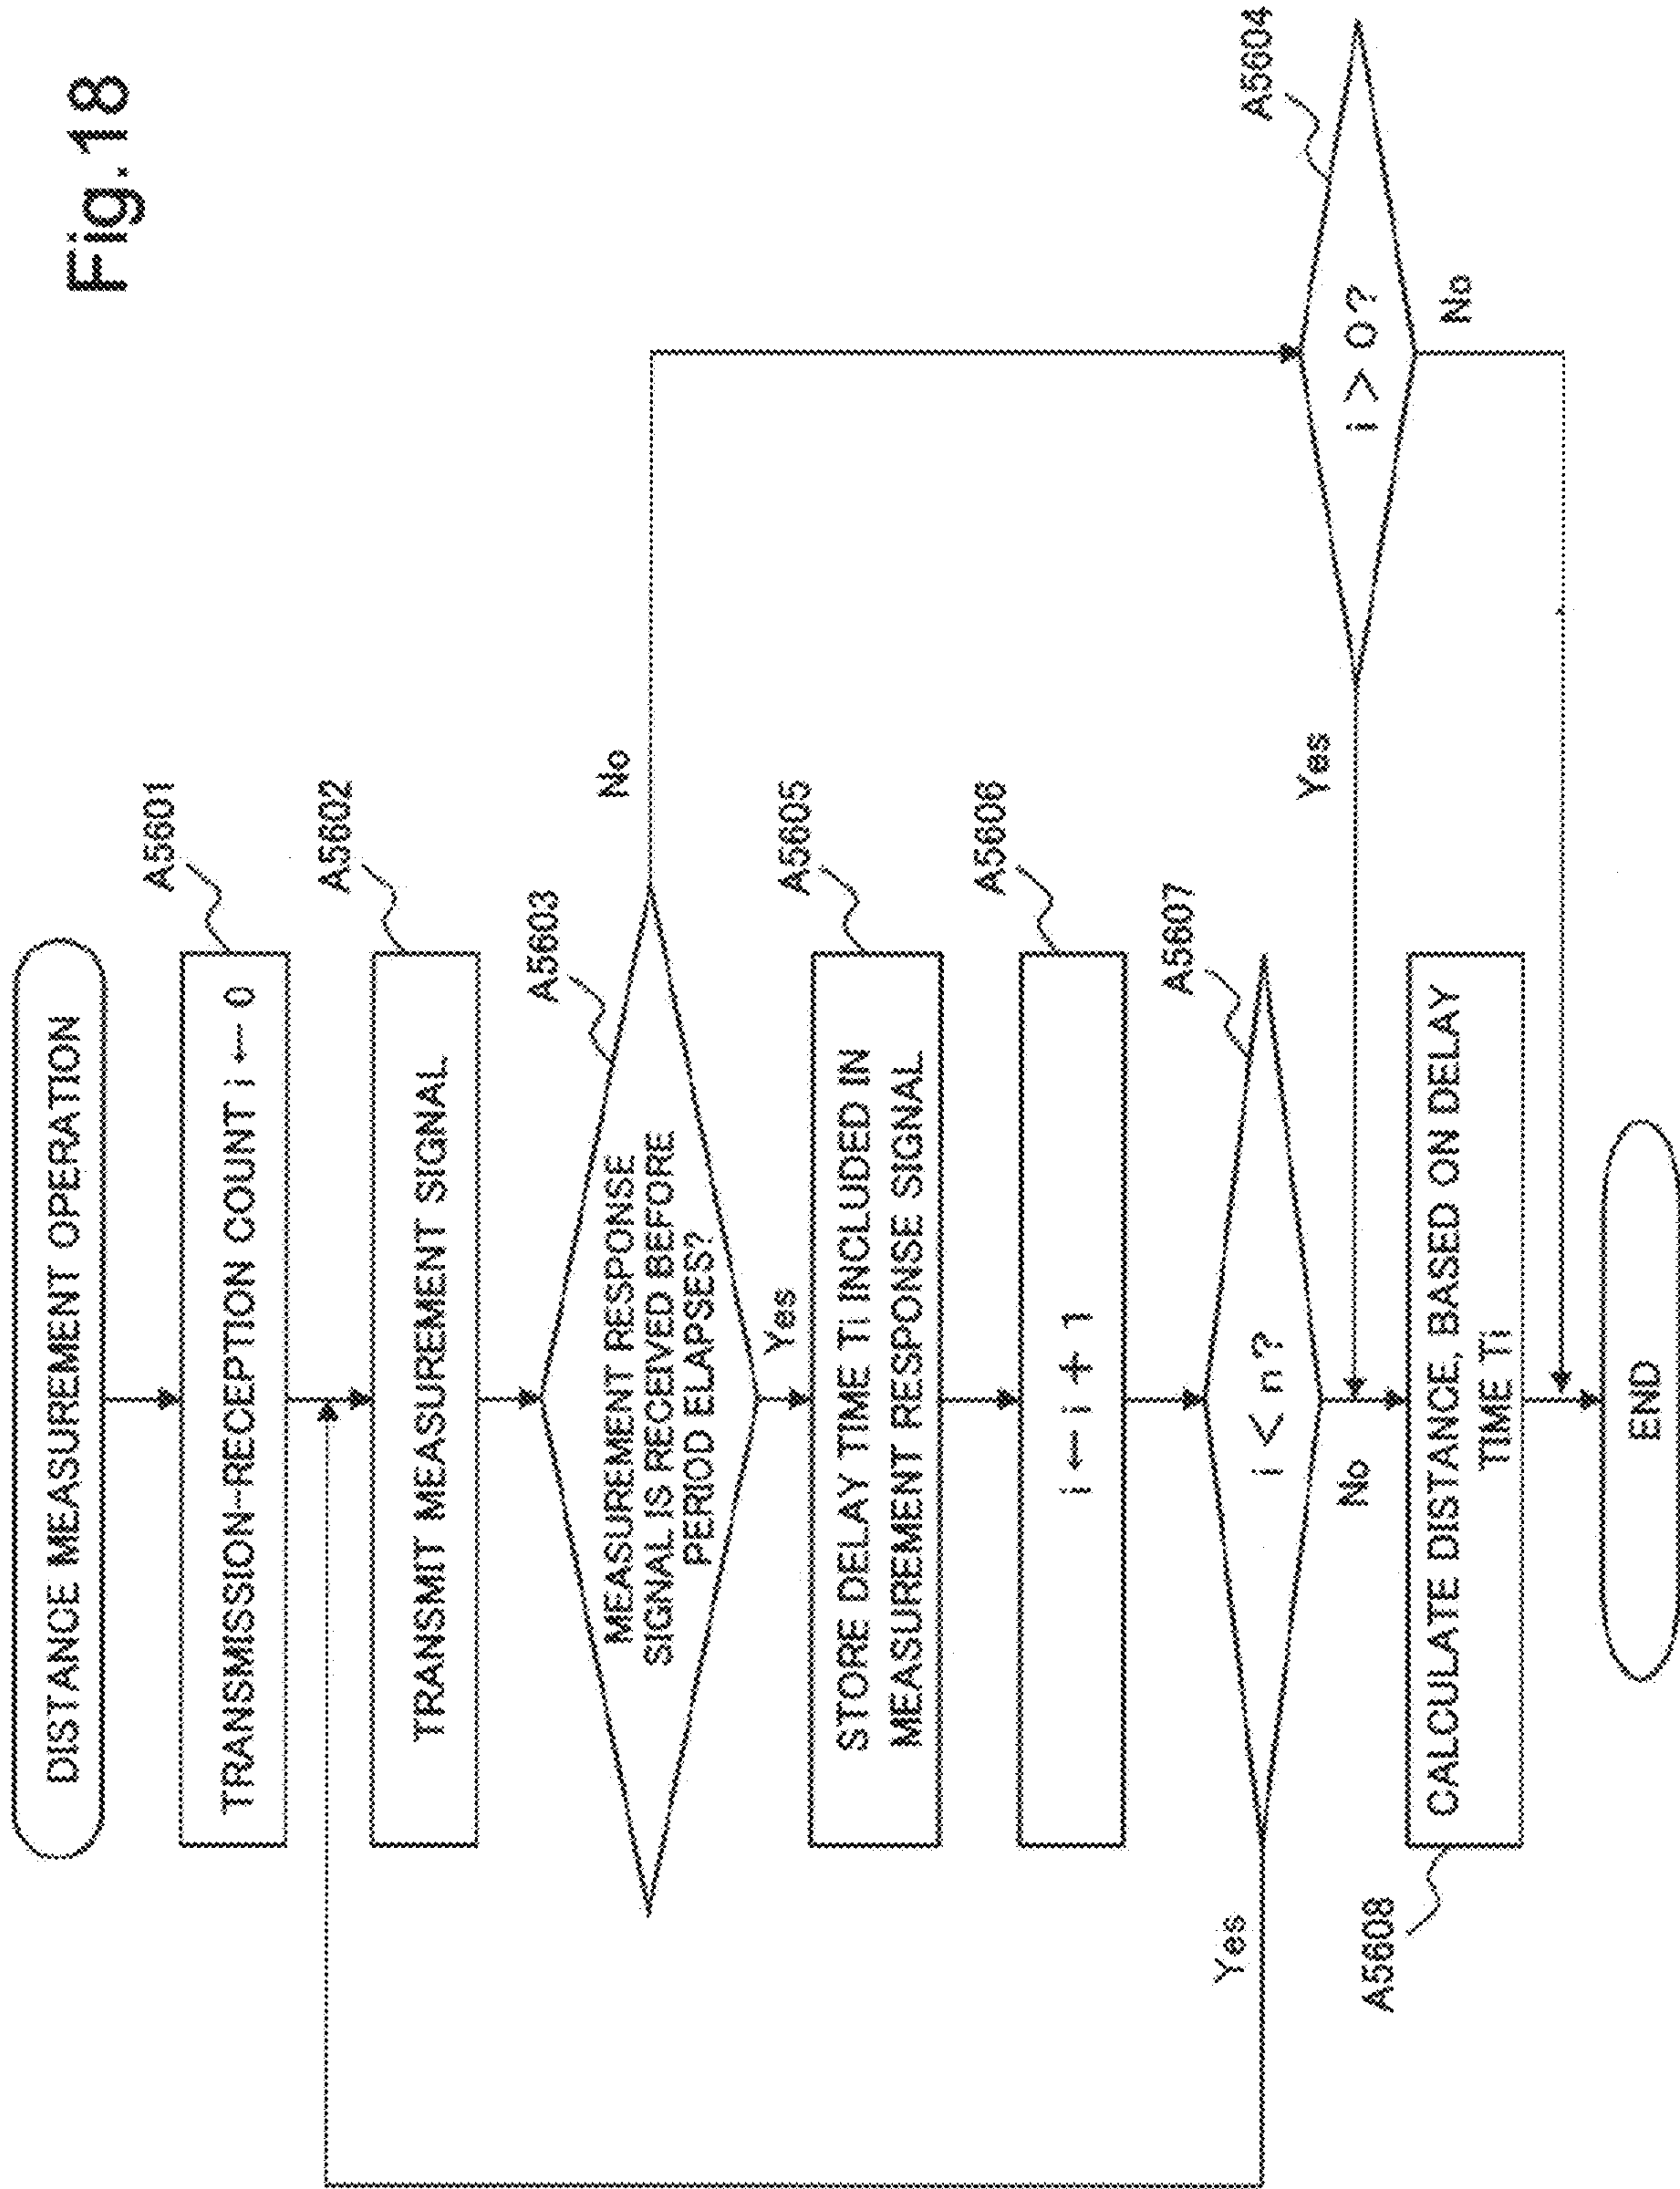 Fig.18
DISTANCE MEASUREMENT OPERATION
A5601
TRANSMISSION-RECEPTION COUNT i ← 0
A5602
TRANSMIT MEASUREMENT SIGNAL
A5603
MEASUREMENT RESPONSE
SIGNAL IS RECEIVED BEFORE
PERIOD ELAPSES?
No
Yes
A5604
i > 0?
Yes
No
A5605
STORE DELAY TIME Ti INCLUDED IN
MEASUREMENT RESPONSE SIGNAL
A5606
i ← i + 1
A5607
i < n?
Yes
No
A5608
CALCULATE DISTANCE, BASED ON DELAY
TIME Ti
END